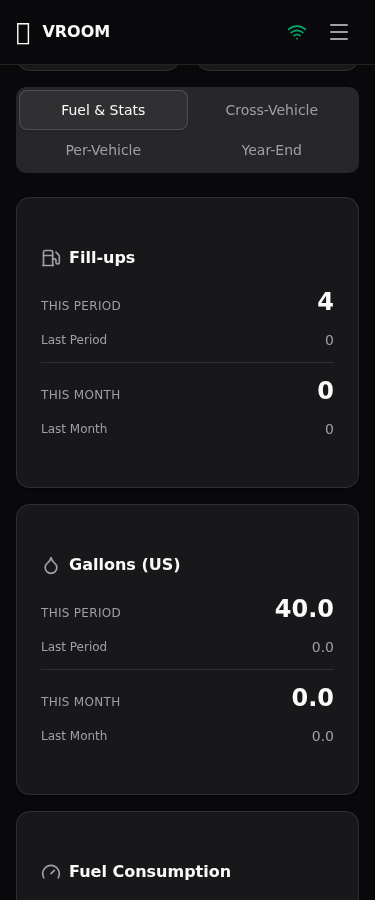 VROOM
Fuel & Stats
Cross-Vehicle
Per-Vehicle
Year-End
Fill-ups
THIS PERIOD 4
Last Period 0
THIS MONTH 0
Last Month 0
Gallons (US)
THIS PERIOD 40.0
Last Period 0.0
THIS MONTH 0.0
Last Month 0.0
Fuel Consumption